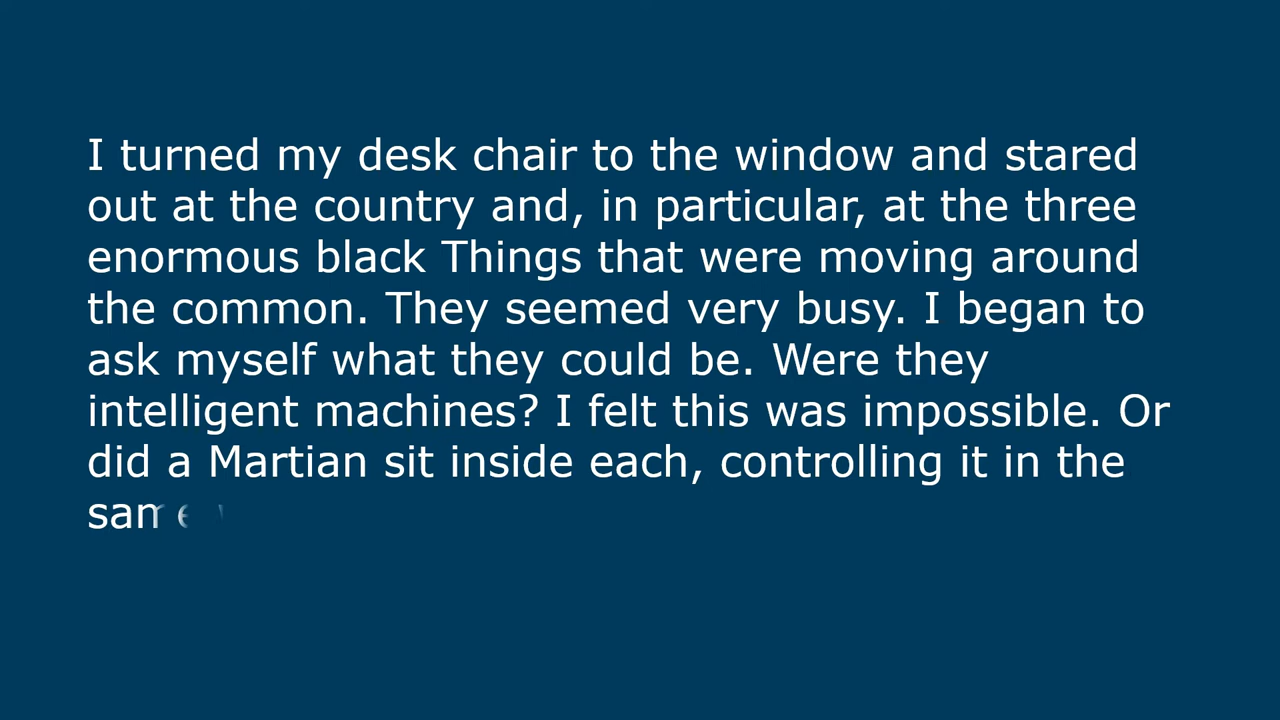 I turned my desk chair to the window and stared
out at the country and, in particular, at the three
enormous black Things that were moving around
the common. They seemed very busy. I began to
ask myself what they could be. Were they
intelligent machines? I felt this was impossible. Or
did a Martian sit inside each, controlling it in the
same